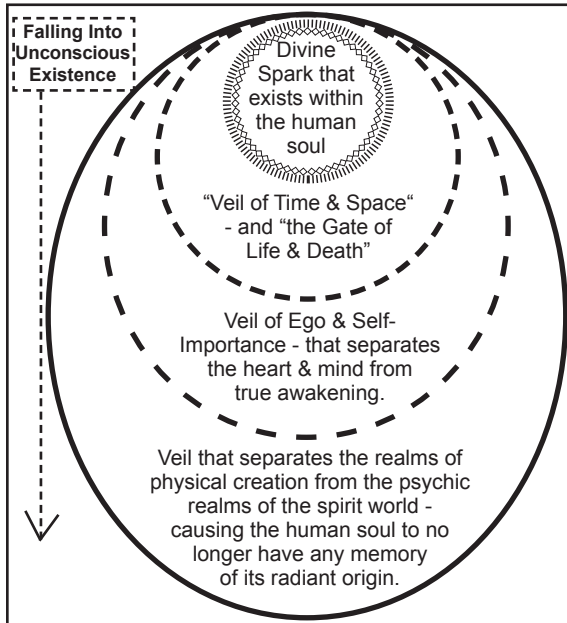 Falling Into
Unconscious
Existence
Divine
Spark that
exists within
the human
soul
“Veil of Time & Space“
- and “the Gate of
Life & Death”
Veil of Ego & Self-
Importance - that separates
the heart & mind from
true awakening.
Veil that separates the realms of
physical creation from the psychic
realms of the spirit world -
causing the human soul to no
longer have any memory
of its radiant origin.